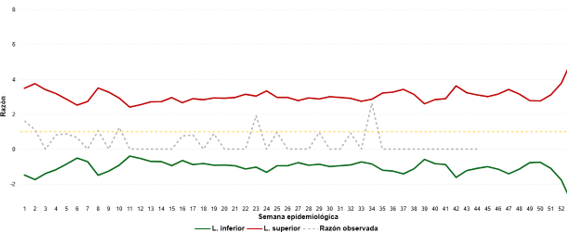 8
6
4
2
0
-2
Razón
1 2 3 4 5 6 7 8 9 10 11 12 13 14 15 16 17 18 19 20 21 22 23 24 25 26 27 28 29 30 31 32 33 34 35 36 37 38 39 40 41 42 43 44 45 46 47 48 49 50 51 52
Semana epidemiológica
L. inferior L. superior Razón observada